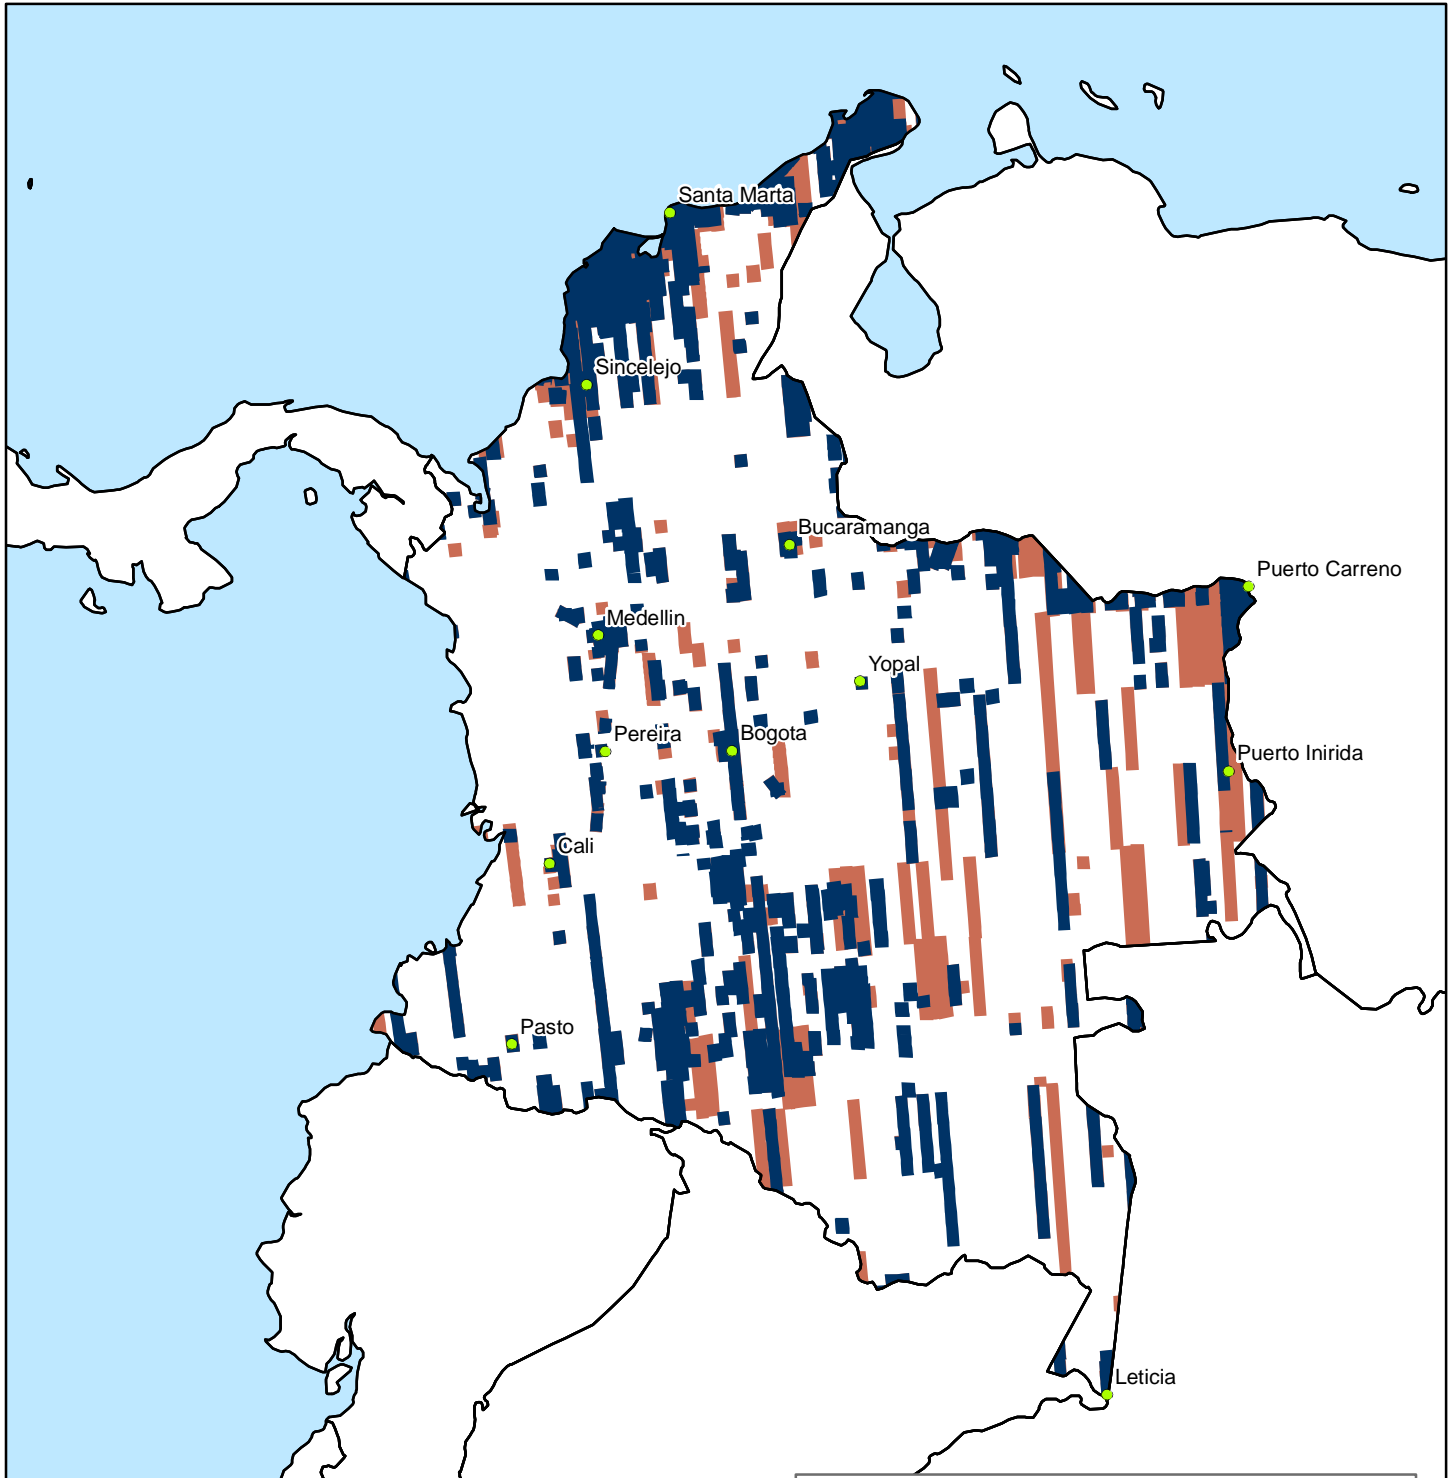 Santa Marta
Sincelejo
Bucaramanga
Puerto Carreno
Medellin
Yopal
Pereira
Bogota
Puerto Inirida
Cali
Pasto
Leticia